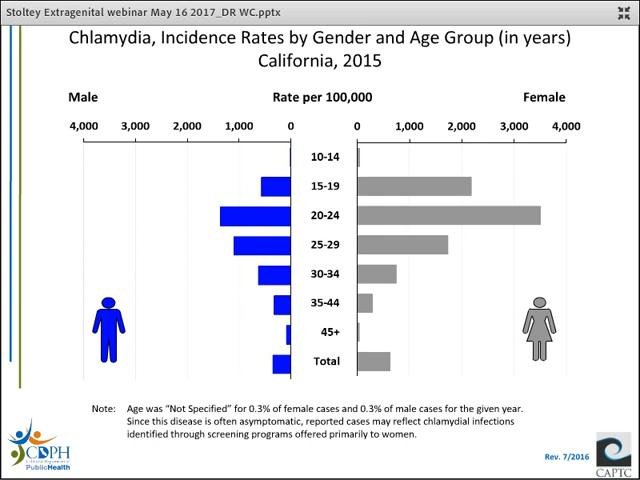 Stoltey Extragenital webinar May 16 2017_DR WC.pptx
Chlamydia, Incidence Rates by Gender and Age Group (in years)
California, 2015
Male Rate per 100,000 Female
4,000 3,000 2,000 1,000 0 0 1,000 2,000 3,000 4,000
10-14
15-19
20-24
25-29
30-34
35-44
45+
Total
Note: Age was “Not Specified” for 0.3% of female cases and 0.3% of male cases for the given year.
Since this disease is often asymptomatic, reported cases may reflect chlamydial infections
identified through screening programs offered primarily to women.
CDPH
PublicHealth
Rev. 7/2016
CAPTC